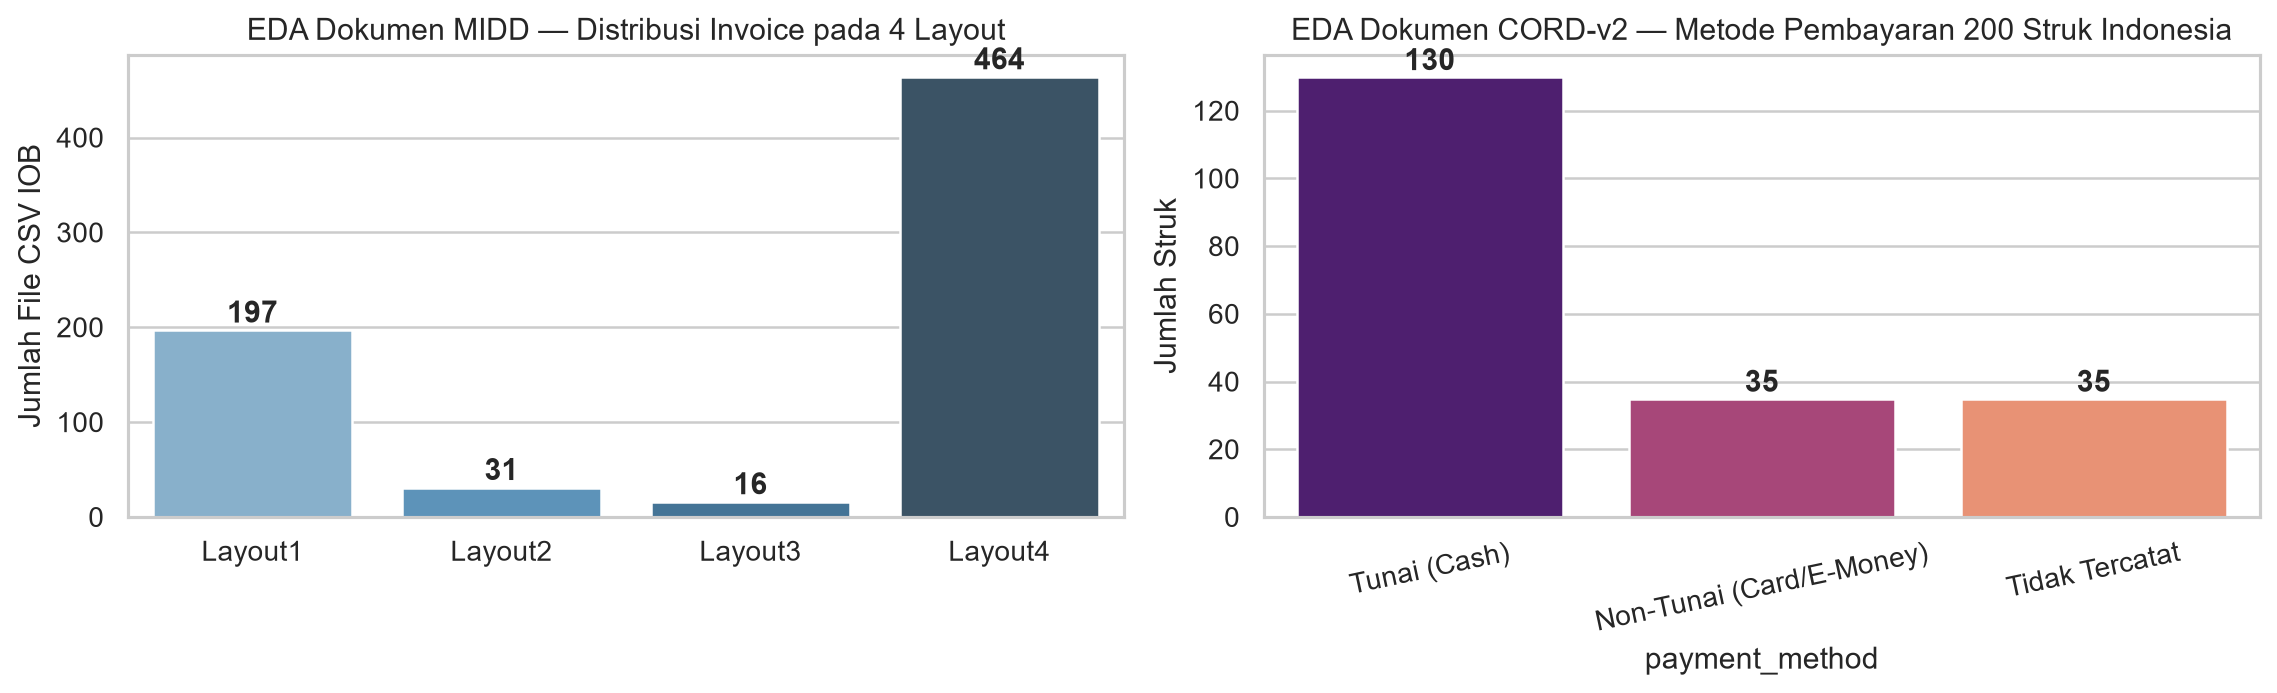 EDA Dokumen MIDD — Distribusi Invoice pada 4 Layout
Jumlah File CSV IOB
400
300
200
100
0
197
31
16
464
Layout1
Layout2
Layout3
Layout4
EDA Dokumen CORD-v2 — Metode Pembayaran 200 Struk Indonesia
Jumlah Struk
120
100
80
60
40
20
0
130
35
35
Tunai (Cash)
Non-Tunai (Card/E-Money)
Tidak Tercatat
payment_method